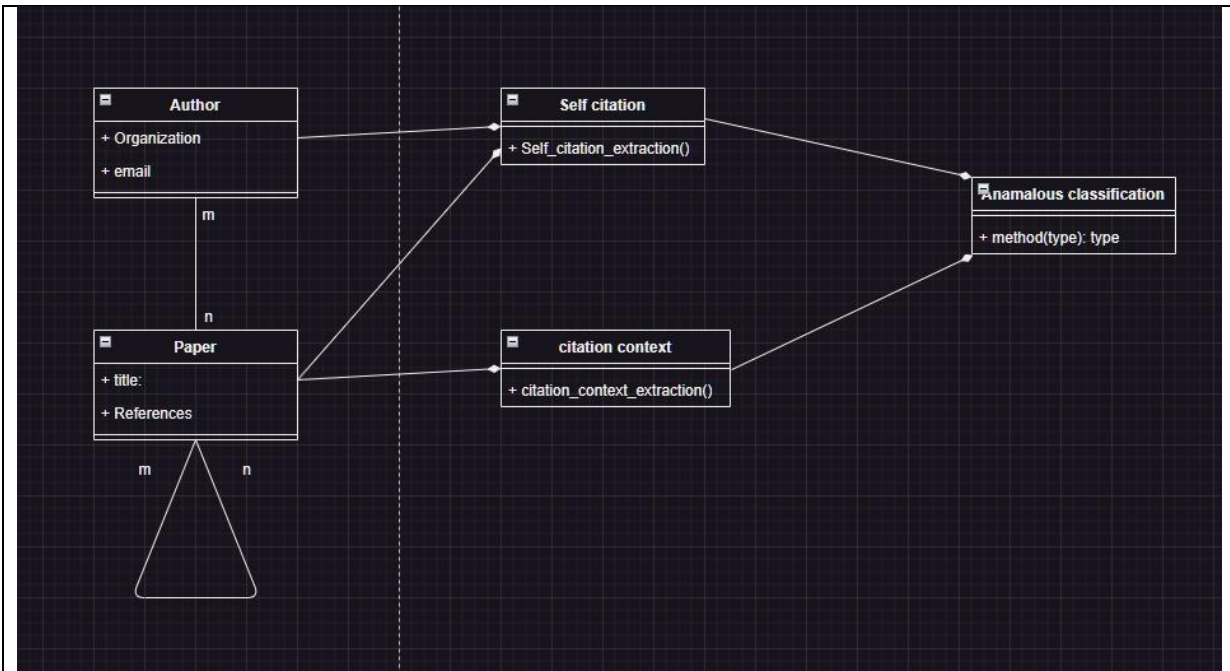 Author
+ Organization
+ email
m
n
Paper
+ title:
+ References
m
n
Self citation
+ Self_citation_extraction()
citation context
+ citation_context_extraction()
Anamalous classification
+ method(type): type